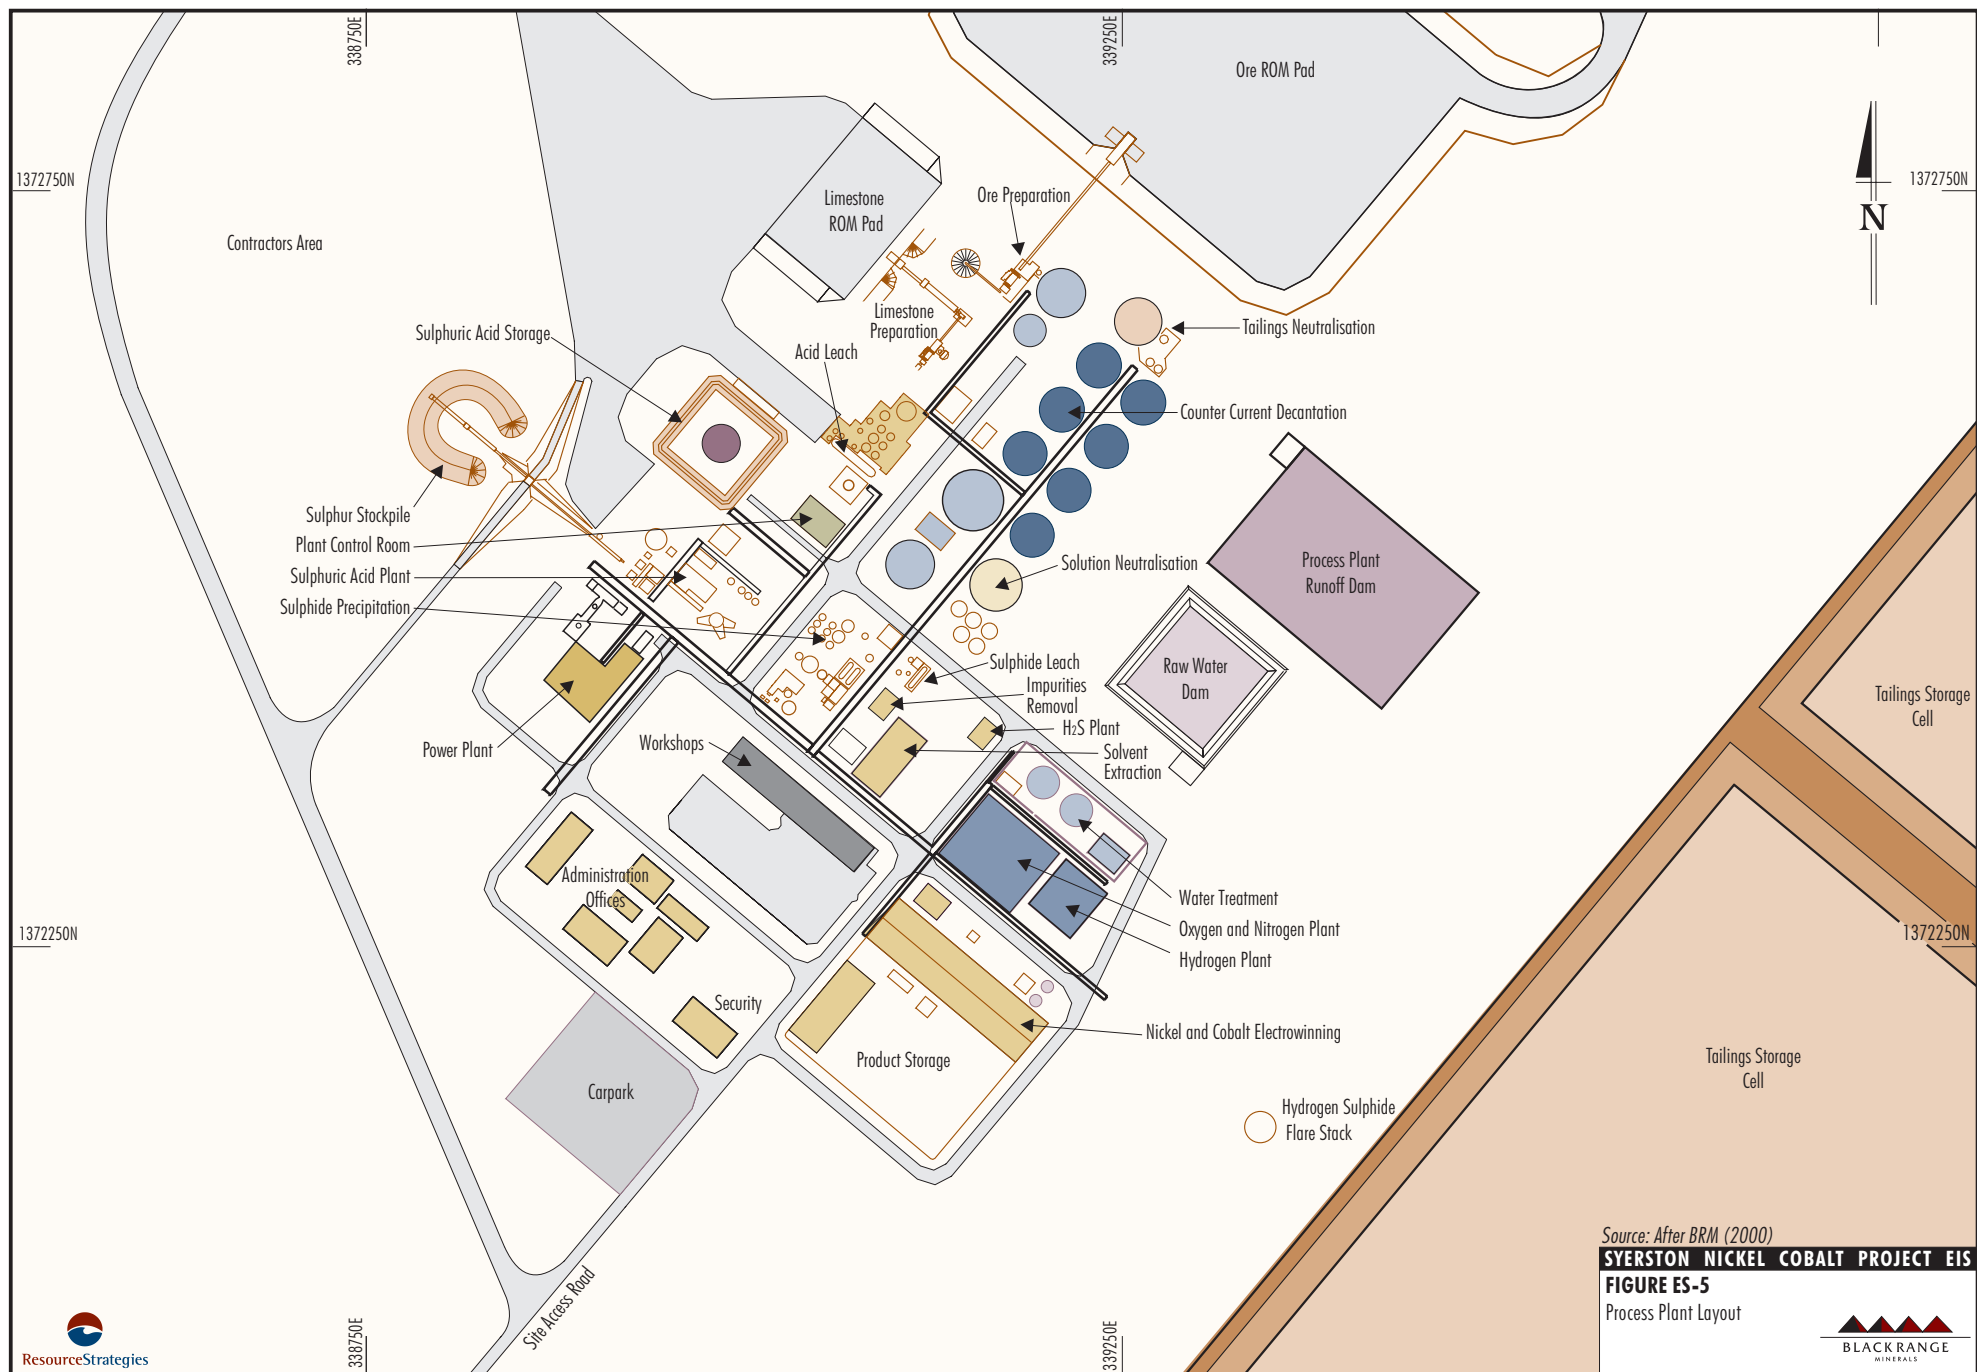 338750E
339250E
Ore ROM Pad
1372750N
1372750N
N
Ore Preparation
Limestone
ROM Pad
Contractors Area
Limestone
Preparation
Tailings Neutralisation
Sulphuric Acid Storage
Acid Leach
Counter Current Decantation
Sulphur Stockpile
Plant Control Room
Sulphuric Acid Plant
Sulphide Precipitation
Solution Neutralisation
Process Plant
Runoff Dam
Raw Water
Dam
Sulphide Leach
Impurities
Removal
H2S Plant
Solvent
Extraction
Tailings Storage
Cell
Power Plant
Workshops
Administration
Offices
Water Treatment
Oxygen and Nitrogen Plant
Hydrogen Plant
1372250N
1372250N
Security
Nickel and Cobalt Electrowinning
Product Storage
Tailings Storage
Cell
Carpark
Hydrogen Sulphide
Flare Stack
Site Access Road
338750E
339250E
Source: After BRM (2000)
SYERSTON NICKEL COBALT PROJECT EIS
FIGURE ES-5
Process Plant Layout
BLACK RANGE
MINERALS
ResourceStrategies